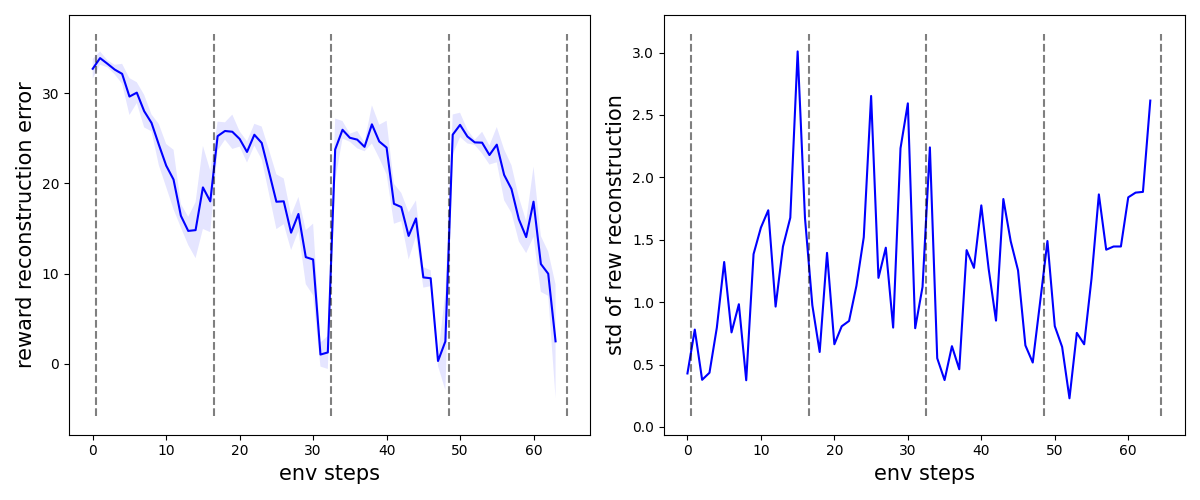 reward reconstruction error
30
20
10
0
0 10 20 30 40 50 60
env steps
std of rew reconstruction
3.0
2.5
2.0
1.5
1.0
0.5
0.0
0 10 20 30 40 50 60
env steps